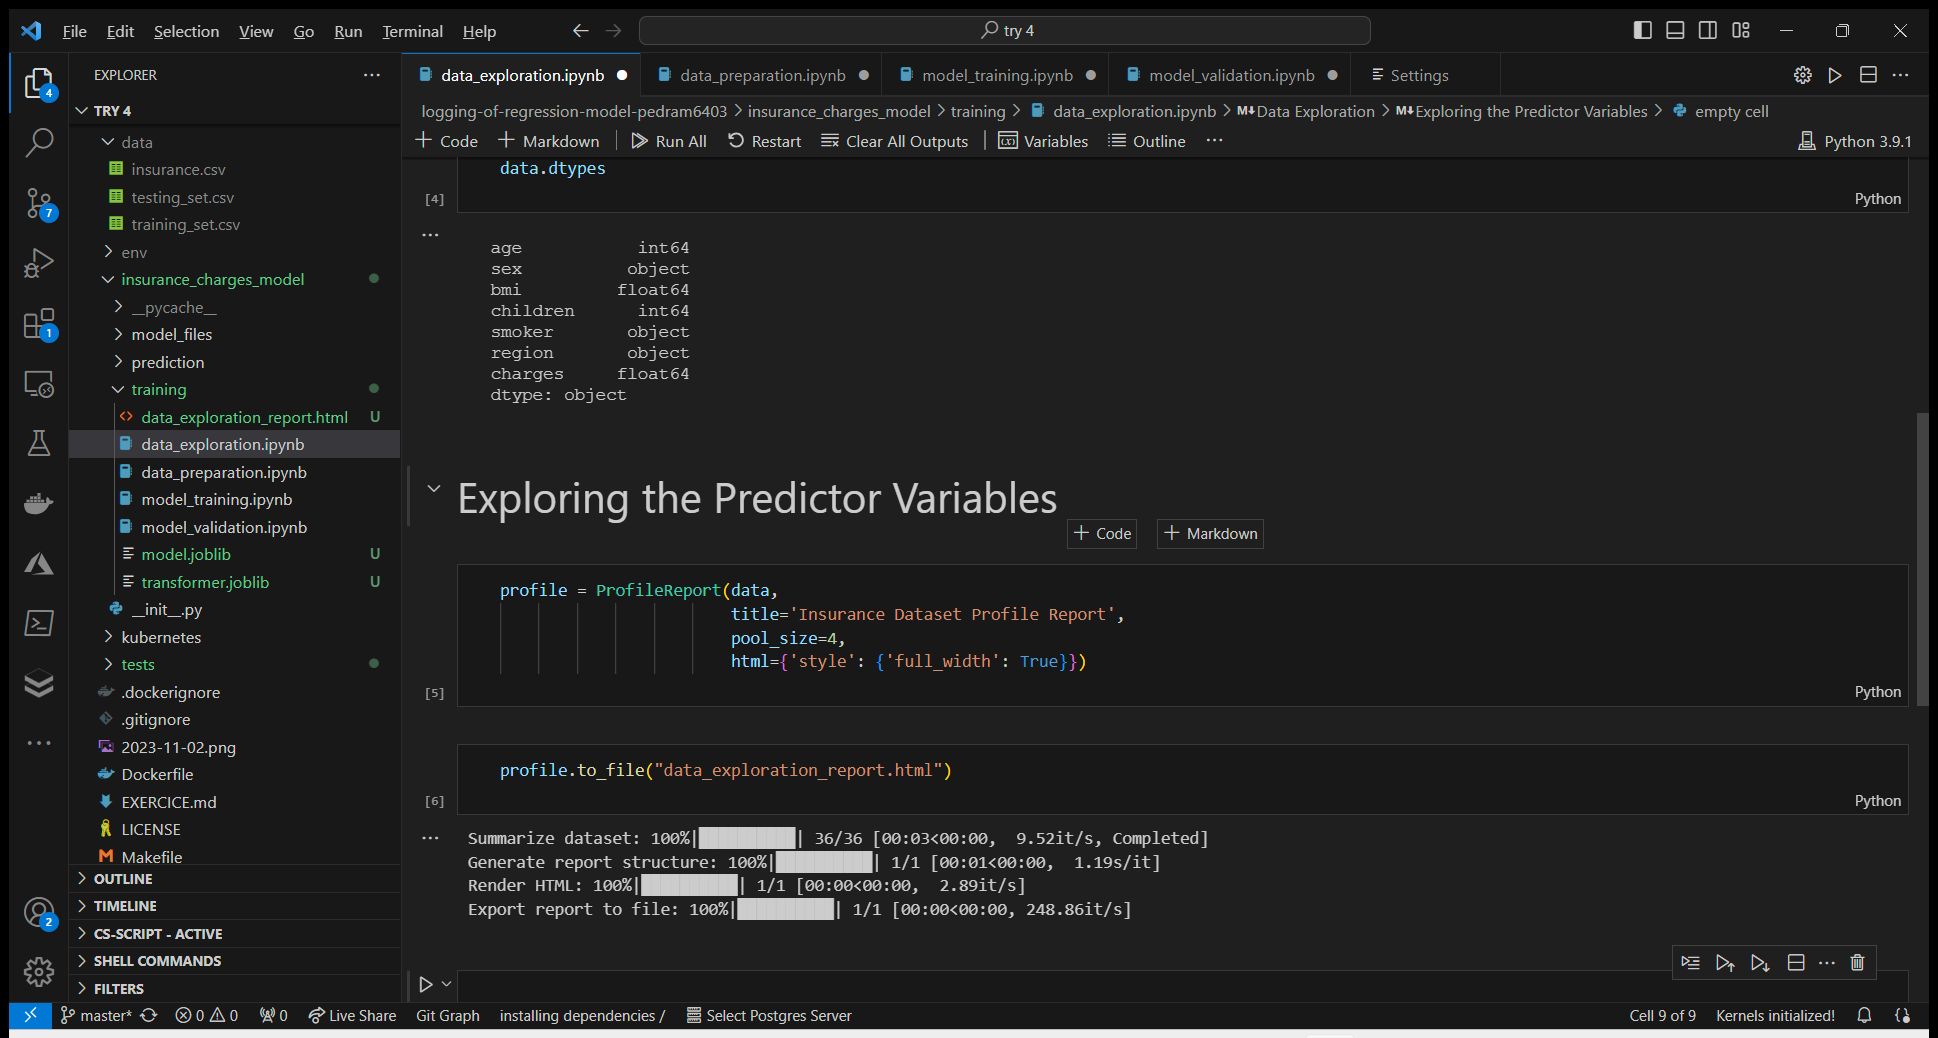 File Edit Selection View Go Run Terminal Help
try 4
EXPLORER
data_exploration.ipynb
data_preparation.ipynb
model_training.ipynb
model_validation.ipynb
Settings
TRY 4
logging-of-regression-model-pedram6403 > insurance_charges_model > training > data_exploration.ipynb > M↓Data Exploration > M↓Exploring the Predictor Variables > empty cell
+ Code + Markdown Run All Restart Clear All Outputs Variables Outline ...
Python 3.9.1
data
insurance.csv
testing_set.csv
training_set.csv
env
insurance_charges_model
__pycache__
model_files
prediction
training
data_exploration_report.html U
data_exploration.ipynb
data_preparation.ipynb
model_training.ipynb
model_validation.ipynb
model.joblib U
transformer.joblib U
__init__.py
kubernetes
tests
.dockerignore
.gitignore
2023-11-02.png
Dockerfile
EXERCICE.md
LICENSE
Makefile
OUTLINE
TIMELINE
CS-SCRIPT - ACTIVE
SHELL COMMANDS
FILTERS
4
7
1
2
data.dtypes
[4]
Python
age int64
sex object
bmi float64
children int64
smoker object
region object
charges float64
dtype: object
Exploring the Predictor Variables
+ Code + Markdown
profile = ProfileReport(data,
title='Insurance Dataset Profile Report',
pool_size=4,
html={'style': {'full_width': True}})
[5]
Python
profile.to_file("data_exploration_report.html")
[6]
Python
Summarize dataset: 100%|██████████| 36/36 [00:03<00:00, 9.52it/s, Completed]
Generate report structure: 100%|██████████| 1/1 [00:01<00:00, 1.19s/it]
Render HTML: 100%|██████████| 1/1 [00:00<00:00, 2.89it/s]
Export report to file: 100%|██████████| 1/1 [00:00<00:00, 248.86it/s]
master* 0 0 0 Live Share Git Graph installing dependencies / Select Postgres Server
Cell 9 of 9 Kernels initialized!